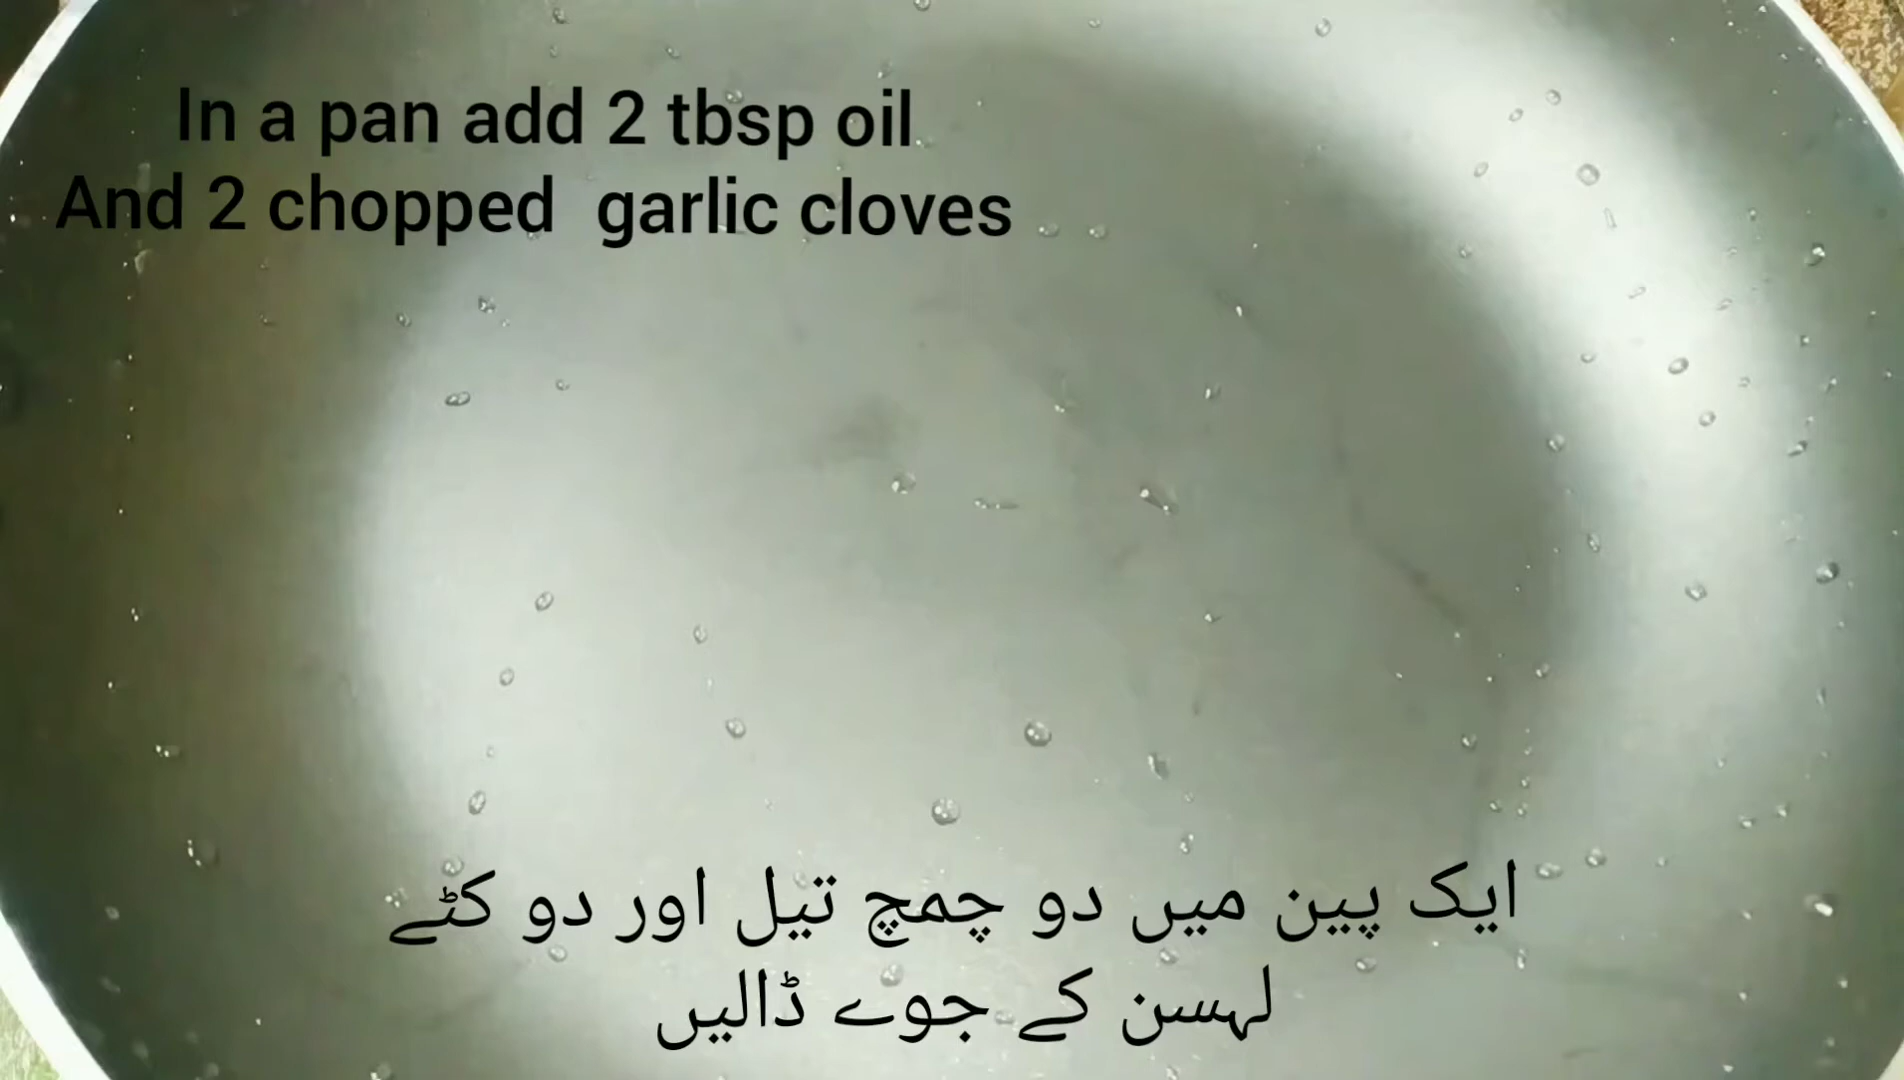 In a pan add 2 tbsp oil
And 2 chopped garlic cloves
ایک پین میں دو چمچ تیل اور دو کٹے
لہسن کے جوے ڈالیں